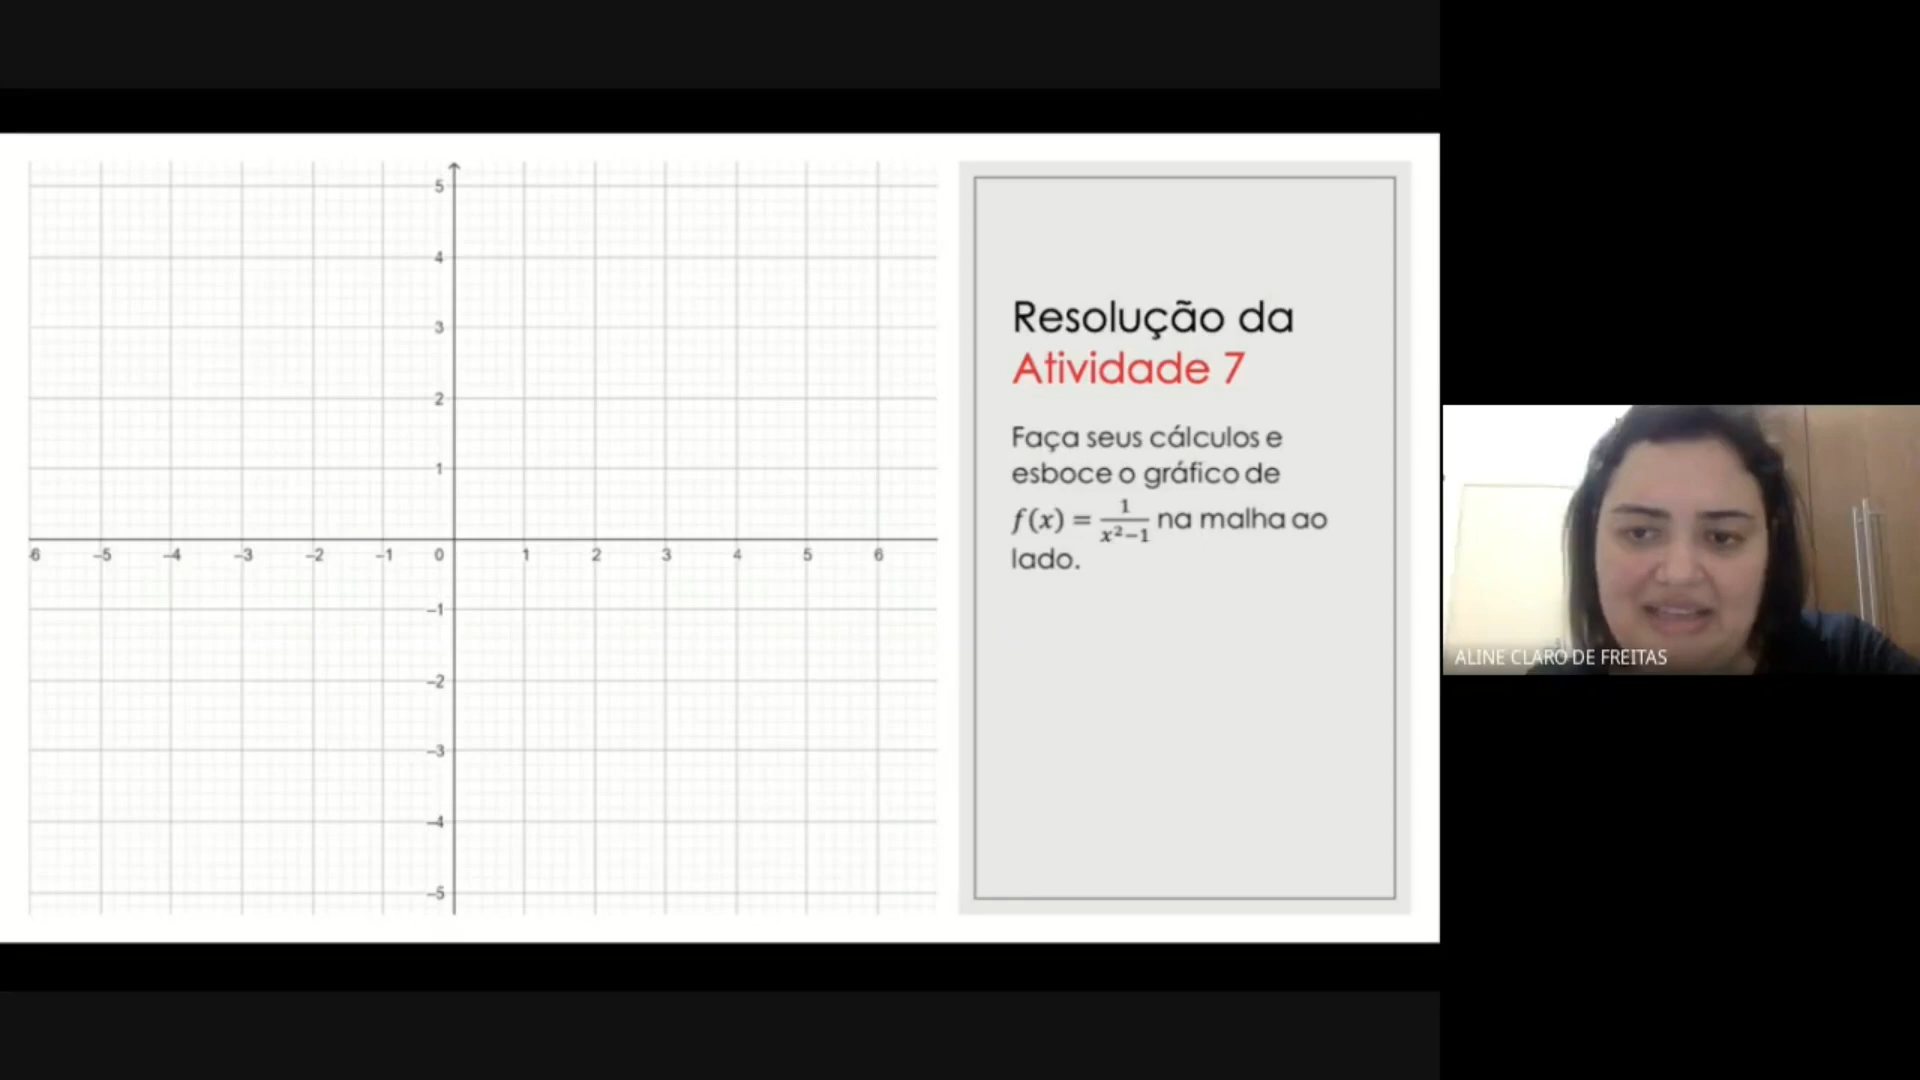 5
4
3
2
1
-6 -5 -4 -3 -2 -1 0 1 2 3 4 5 6
-1
-2
-3
-4
-5
Resolução da
Atividade 7
Faça seus cálculos e
esboce o gráfico de
f(x) = 1/(x²−1) na malha ao
lado.
ALINE CLARO DE FREITAS